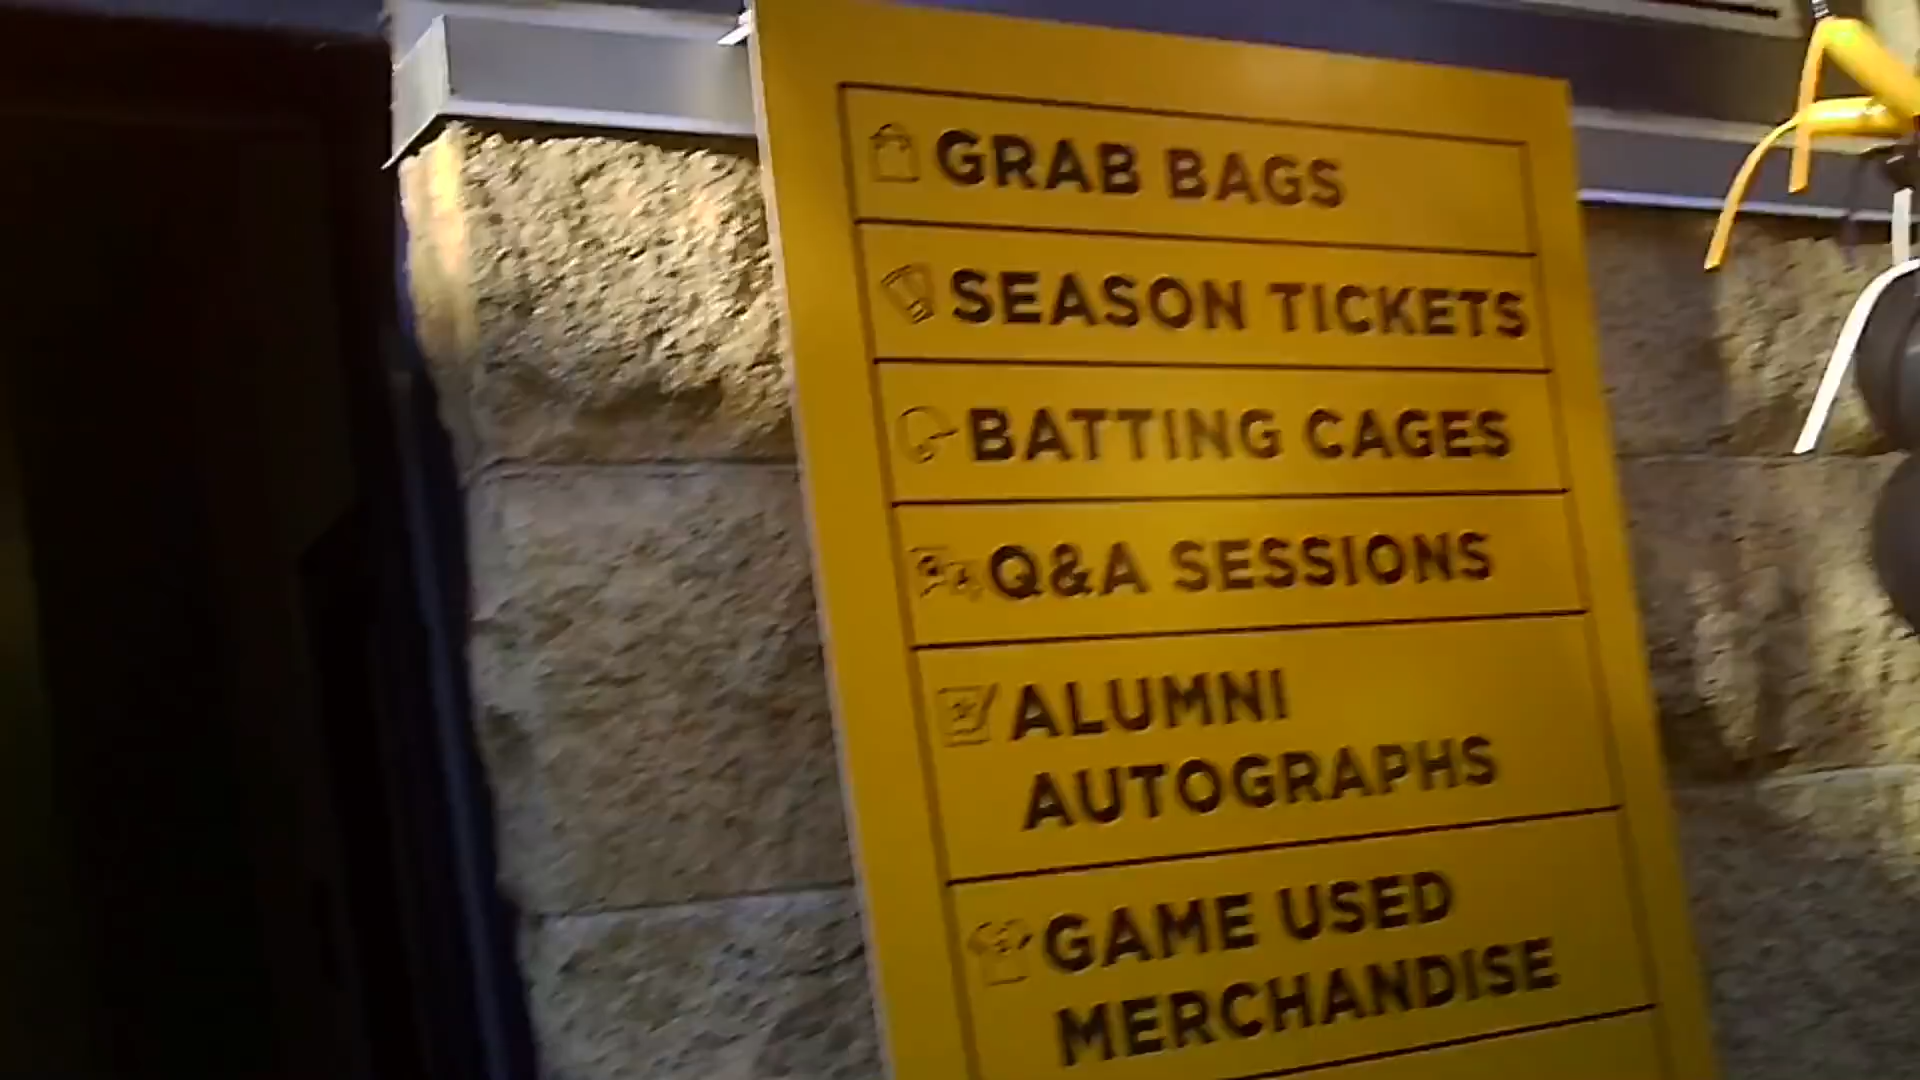 GRAB BAGS
SEASON TICKETS
BATTING CAGES
Q&A SESSIONS
ALUMNI
AUTOGRAPHS
GAME USED
MERCHANDISE